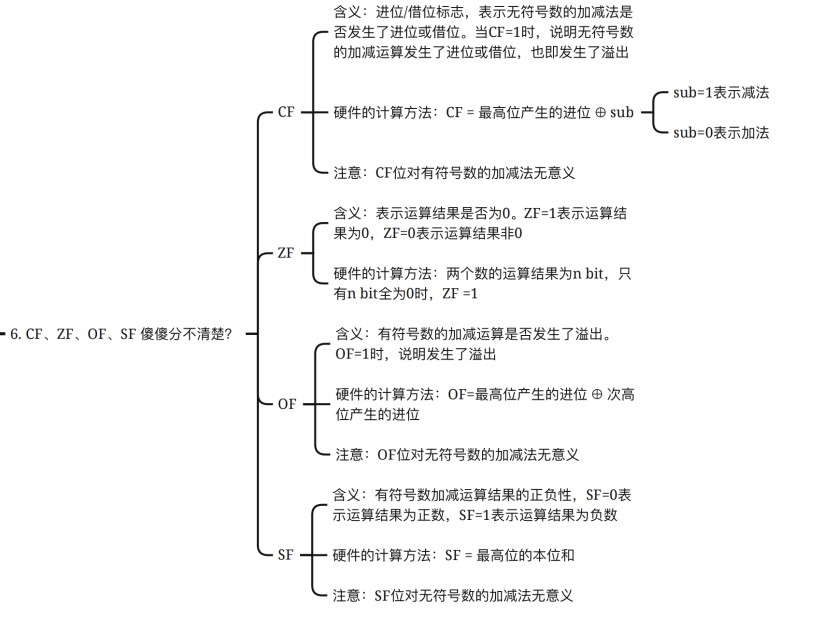 6. CF、ZF、OF、SF 傻傻分不清楚？
CF
含义：进位/借位标志，表示无符号数的加减法是
否发生了进位或借位。当CF=1时，说明无符号数
的加减运算发生了进位或借位，也即发生了溢出
硬件的计算方法：CF = 最高位产生的进位 ⊕ sub
sub=1表示减法
sub=0表示加法
注意：CF位对有符号数的加减法无意义
ZF
含义：表示运算结果是否为0。ZF=1表示运算结
果为0，ZF=0表示运算结果非0
硬件的计算方法：两个数的运算结果为n bit，只
有n bit全为0时，ZF =1
OF
含义：有符号数的加减运算是否发生了溢出。
OF=1时，说明发生了溢出
硬件的计算方法：OF=最高位产生的进位 ⊕ 次高
位产生的进位
注意：OF位对无符号数的加减法无意义
SF
含义：有符号数加减运算结果的正负性，SF=0表
示运算结果为正数，SF=1表示运算结果为负数
硬件的计算方法：SF = 最高位的本位和
注意：SF位对无符号数的加减法无意义